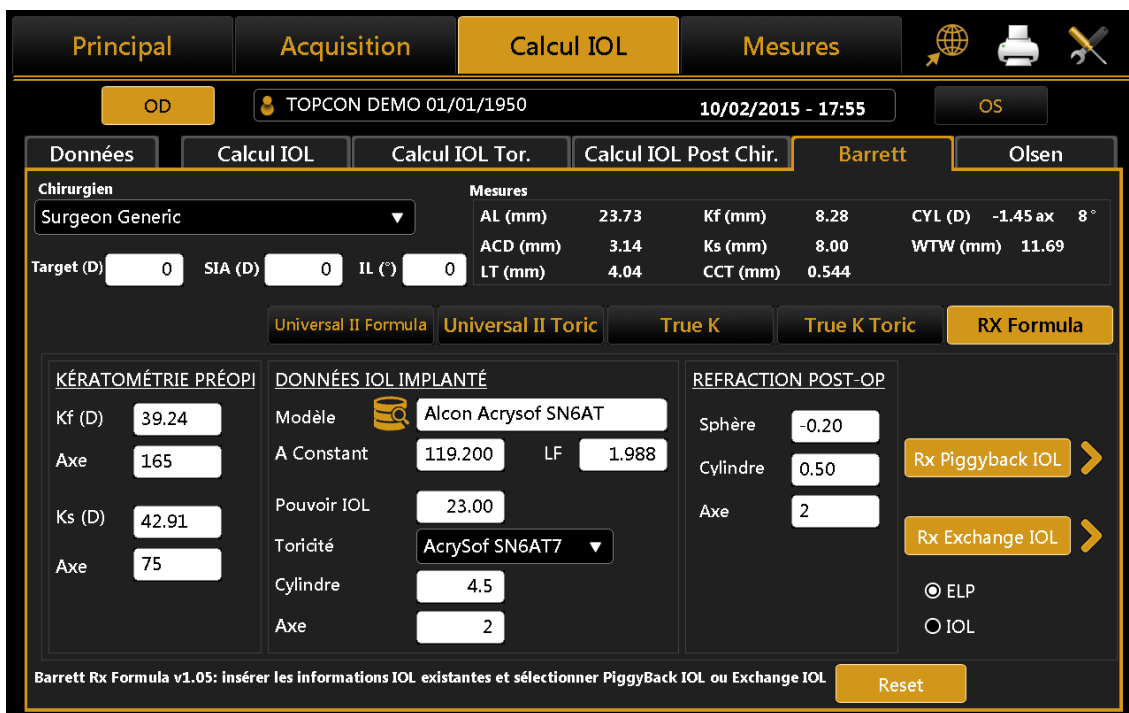 Principal Acquisition Calcul IOL Mesures
OD TOPCON DEMO 01/01/1950 10/02/2015 - 17:55 OS
Données Calcul IOL Calcul IOL Tor. Calcul IOL Post Chir. Barrett Olsen
Chirurgien Mesures
Surgeon Generic AL (mm) 23.73 Kf (mm) 8.28 CYL (D) -1.45 ax 8°
ACD (mm) 3.14 Ks (mm) 8.00 WTW (mm) 11.69
Target (D) 0 SIA (D) 0 IL (°) 0 LT (mm) 4.04 CCT (mm) 0.544
Universal II Formula Universal II Toric True K True K Toric RX Formula
KÉRATOMÉTRIE PRÉOPI DONNÉES IOL IMPLANTÉ REFRACTION POST-OP
Kf (D) 39.24 Modèle Alcon Acrysof SN6AT Sphère -0.20
Axe 165 A Constant 119.200 LF 1.988 Cylindre 0.50 Rx Piggyback IOL
Ks (D) 42.91 Pouvoir IOL 23.00 Axe 2
Axe 75 Toricité AcrySof SN6AT7 Rx Exchange IOL
Cylindre 4.5 ELP
Axe 2 IOL
Barrett Rx Formula v1.05: insérer les informations IOL existantes et sélectionner PiggyBack IOL ou Exchange IOL Reset